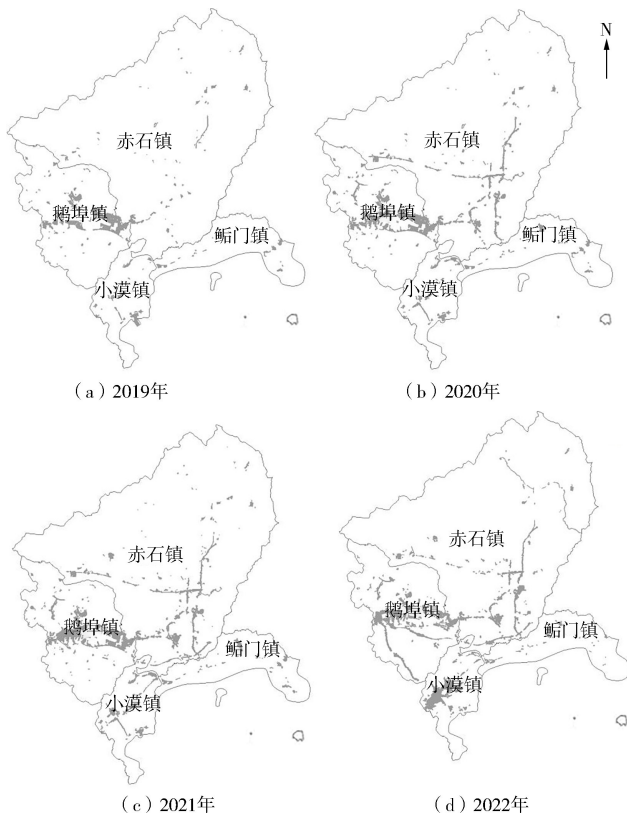 N
赤石镇
鹅埠镇
鲘门镇
小漠镇
(a) 2019年
赤石镇
鹅埠镇
鲘门镇
小漠镇
(b) 2020年
赤石镇
鹅埠镇
鲘门镇
小漠镇
(c) 2021年
赤石镇
鹅埠镇
鲘门镇
小漠镇
(d) 2022年